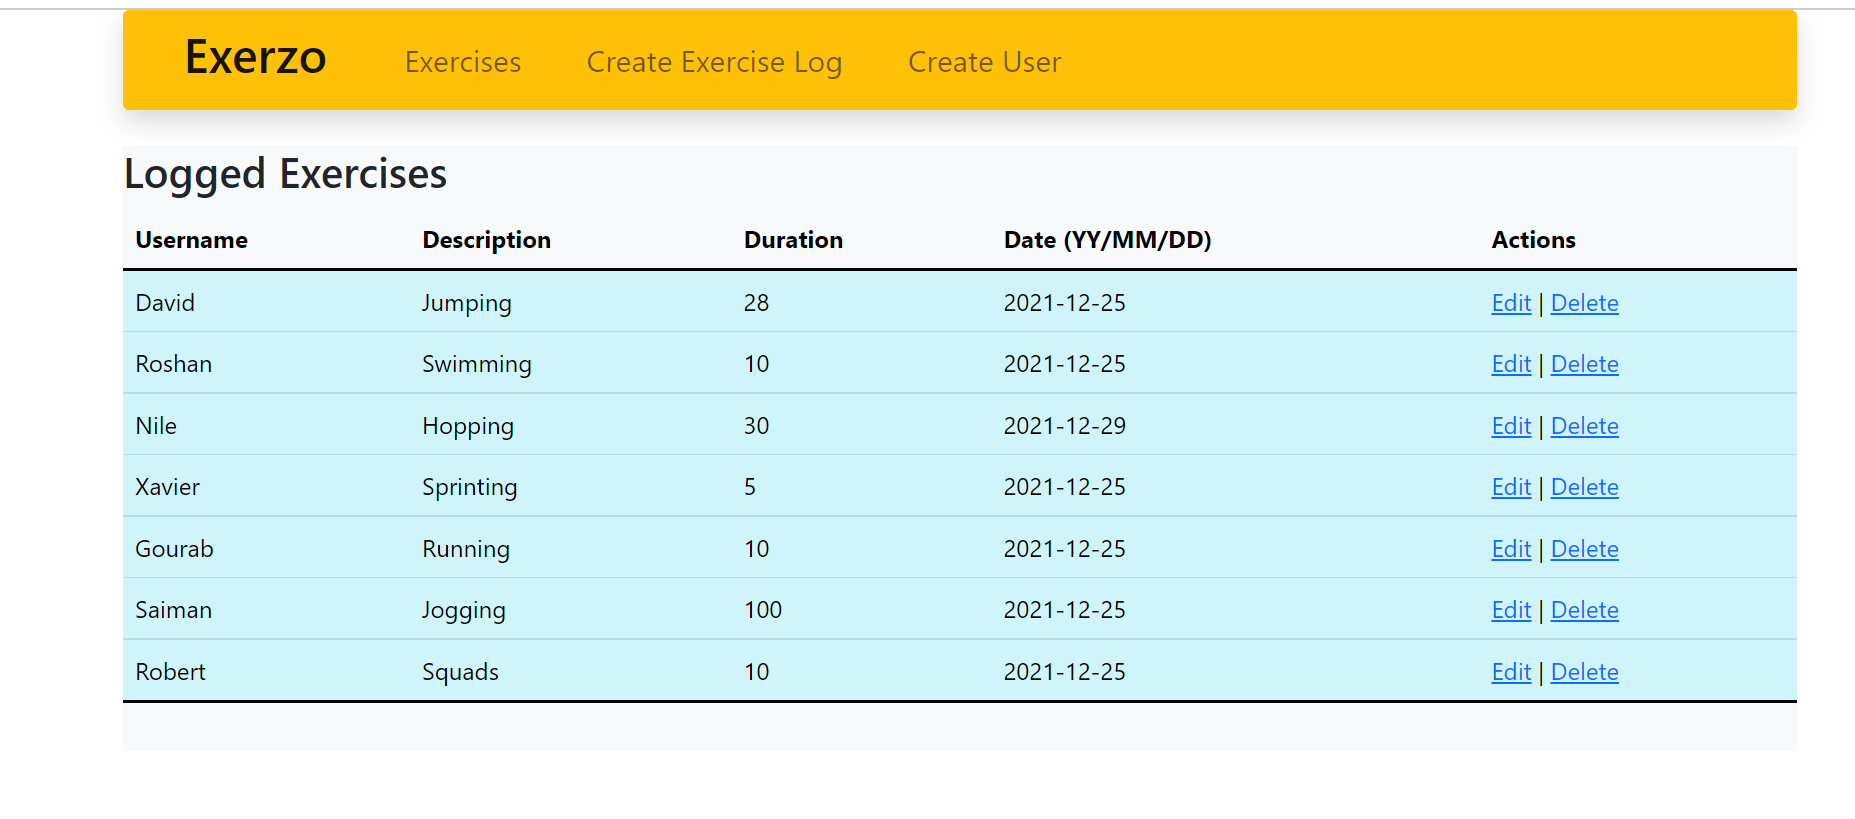 Exerzo Exercises Create Exercise Log Create User
Logged Exercises
Username Description Duration Date (YY/MM/DD) Actions
David Jumping 28 2021-12-25 Edit | Delete
Roshan Swimming 10 2021-12-25 Edit | Delete
Nile Hopping 30 2021-12-29 Edit | Delete
Xavier Sprinting 5 2021-12-25 Edit | Delete
Gourab Running 10 2021-12-25 Edit | Delete
Saiman Jogging 100 2021-12-25 Edit | Delete
Robert Squads 10 2021-12-25 Edit | Delete